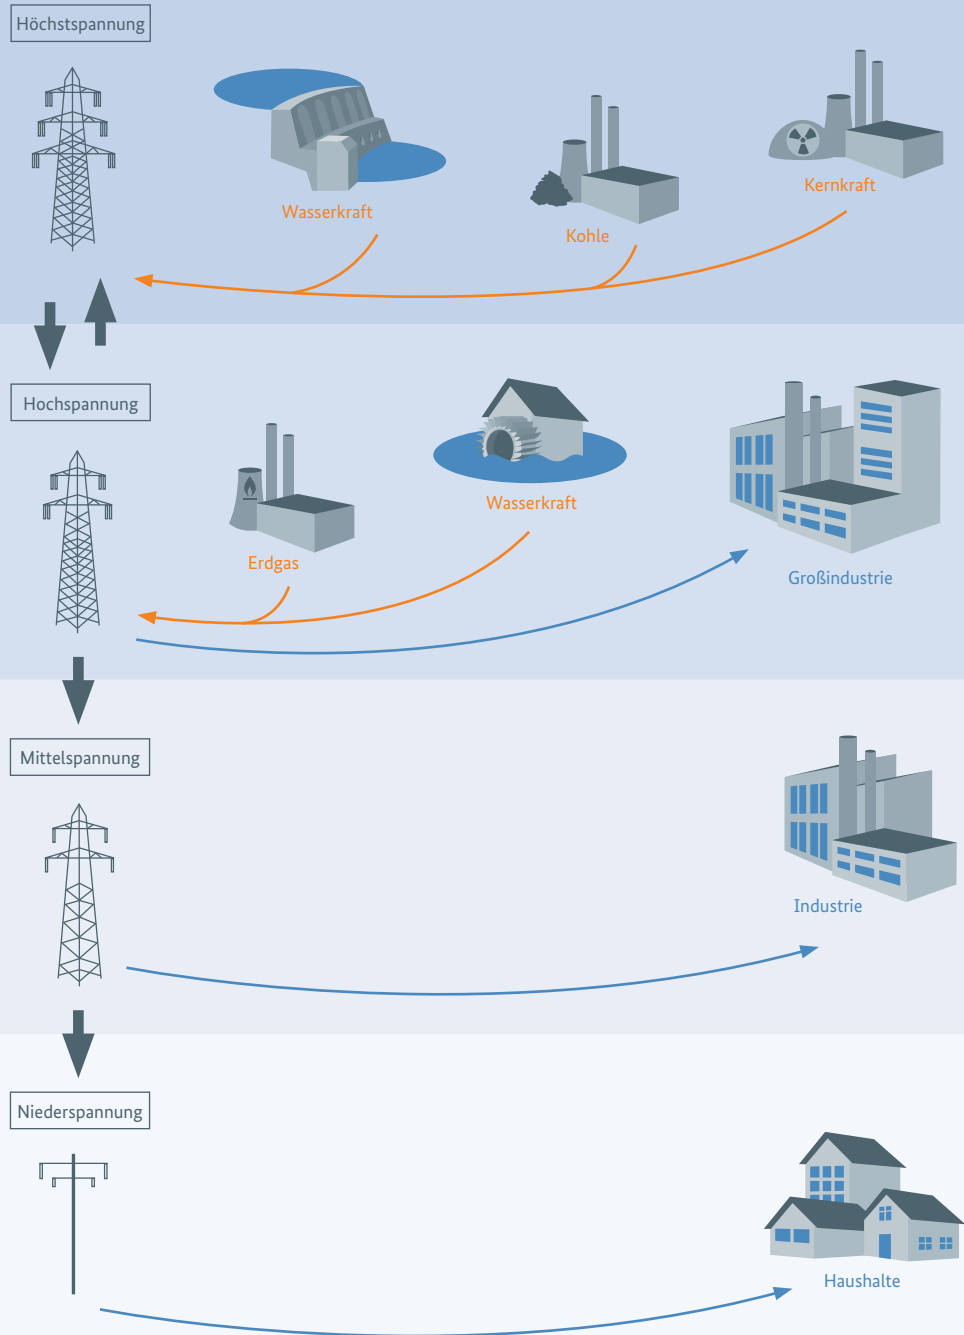 Höchstspannung
Wasserkraft
Kohle
Kernkraft
Hochspannung
Erdgas
Wasserkraft
Großindustrie
Mittelspannung
Industrie
Niederspannung
Haushalte